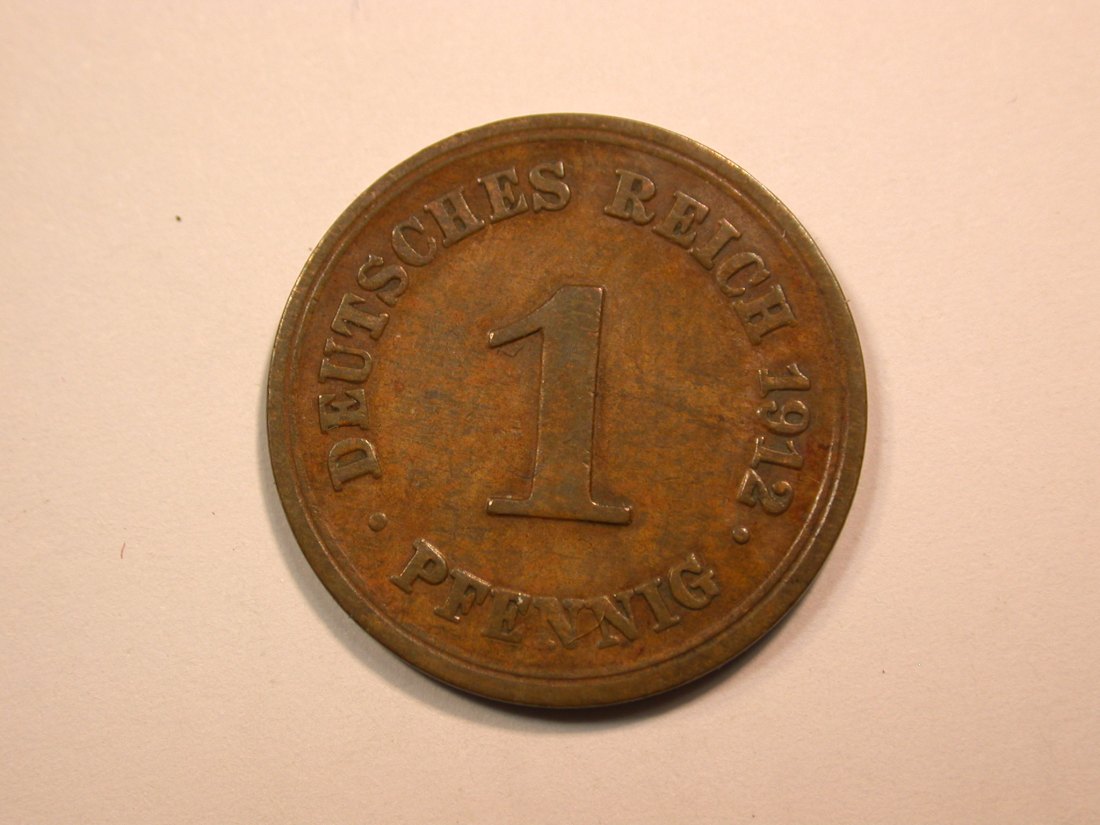 DEUTSCHES REICH 1912
1
· PFENNIG ·